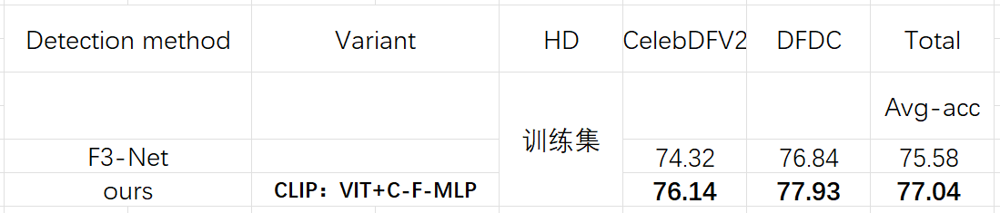 Detection method Variant HD CelebDFV2 DFDC Total
Avg-acc
训练集
F3-Net 74.32 76.84 75.58
ours CLIP：VIT+C-F-MLP 76.14 77.93 77.04